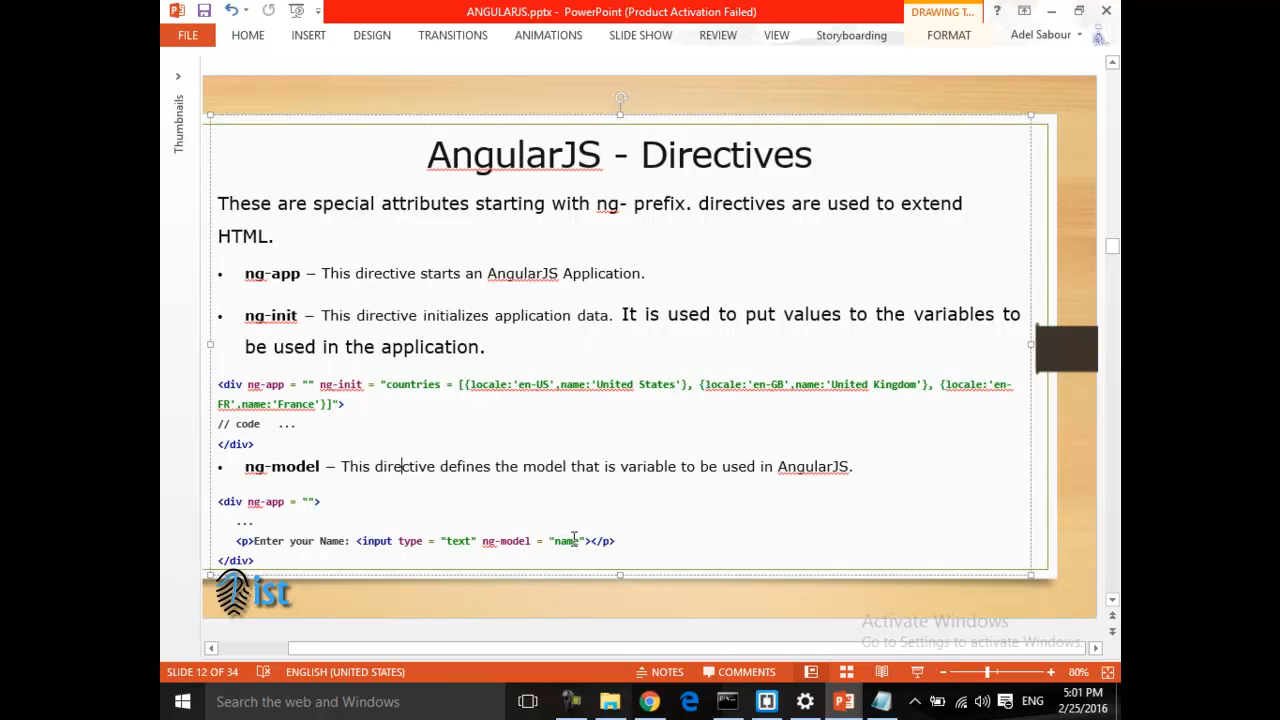 ANGULARJS.pptx - PowerPoint (Product Activation Failed)
DRAWING T...
FILE HOME INSERT DESIGN TRANSITIONS ANIMATIONS SLIDE SHOW REVIEW VIEW Storyboarding FORMAT Adel Sabour
Thumbnails
AngularJS - Directives
These are special attributes starting with ng- prefix. directives are used to extend
HTML.
• ng-app – This directive starts an AngularJS Application.
• ng-init – This directive initializes application data. It is used to put values to the variables to
be used in the application.
<div ng-app = "" ng-init = "countries = [{locale:'en-US',name:'United States'}, {locale:'en-GB',name:'United Kingdom'}, {locale:'en-
FR',name:'France'}]">
// code ...
</div>
• ng-model – This directive defines the model that is variable to be used in AngularJS.
<div ng-app = "">
...
<p>Enter your Name: <input type = "text" ng-model = "name"></p>
</div>
ist
Activate Windows
Go to Settings to activate Windows.
SLIDE 12 OF 34 ENGLISH (UNITED STATES) NOTES COMMENTS 80%
Search the web and Windows
ENG
5:01 PM
2/25/2016